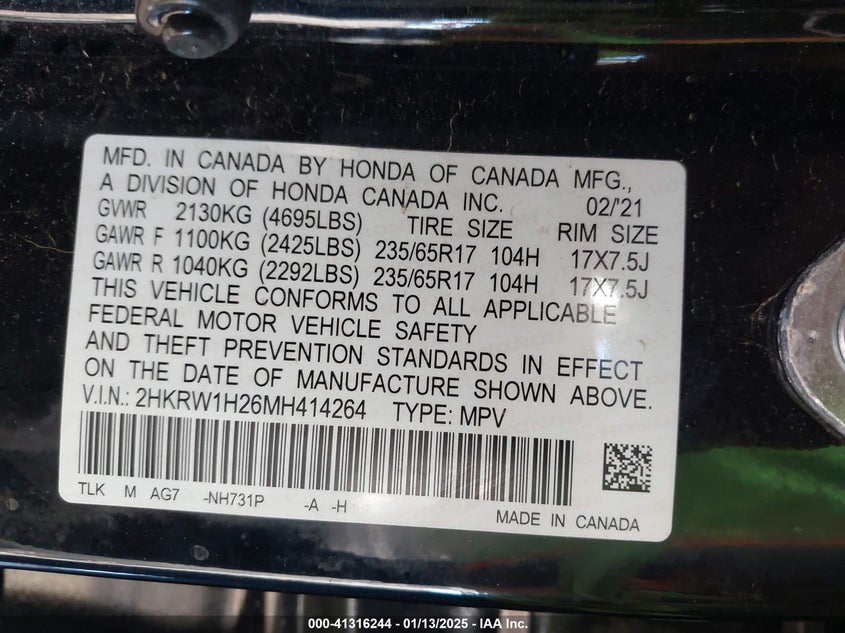 MFD. IN CANADA BY HONDA OF CANADA MFG.,
A DIVISION OF HONDA CANADA INC. 02/'21
GVWR 2130KG (4695LBS) TIRE SIZE RIM SIZE
GAWR F 1100KG (2425LBS) 235/65R17 104H 17X7.5J
GAWR R 1040KG (2292LBS) 235/65R17 104H 17X7.5J
THIS VEHICLE CONFORMS TO ALL APPLICABLE
FEDERAL MOTOR VEHICLE SAFETY
AND THEFT PREVENTION STANDARDS IN EFFECT
ON THE DATE OF MANUFACTURE SHOWN ABOVE.
V.I.N.: 2HKRW1H26MH414264 TYPE: MPV
TLK M AG7 -NH731P -A -H
MADE IN CANADA
000-41316244 - 01/13/2025 - IAA Inc.